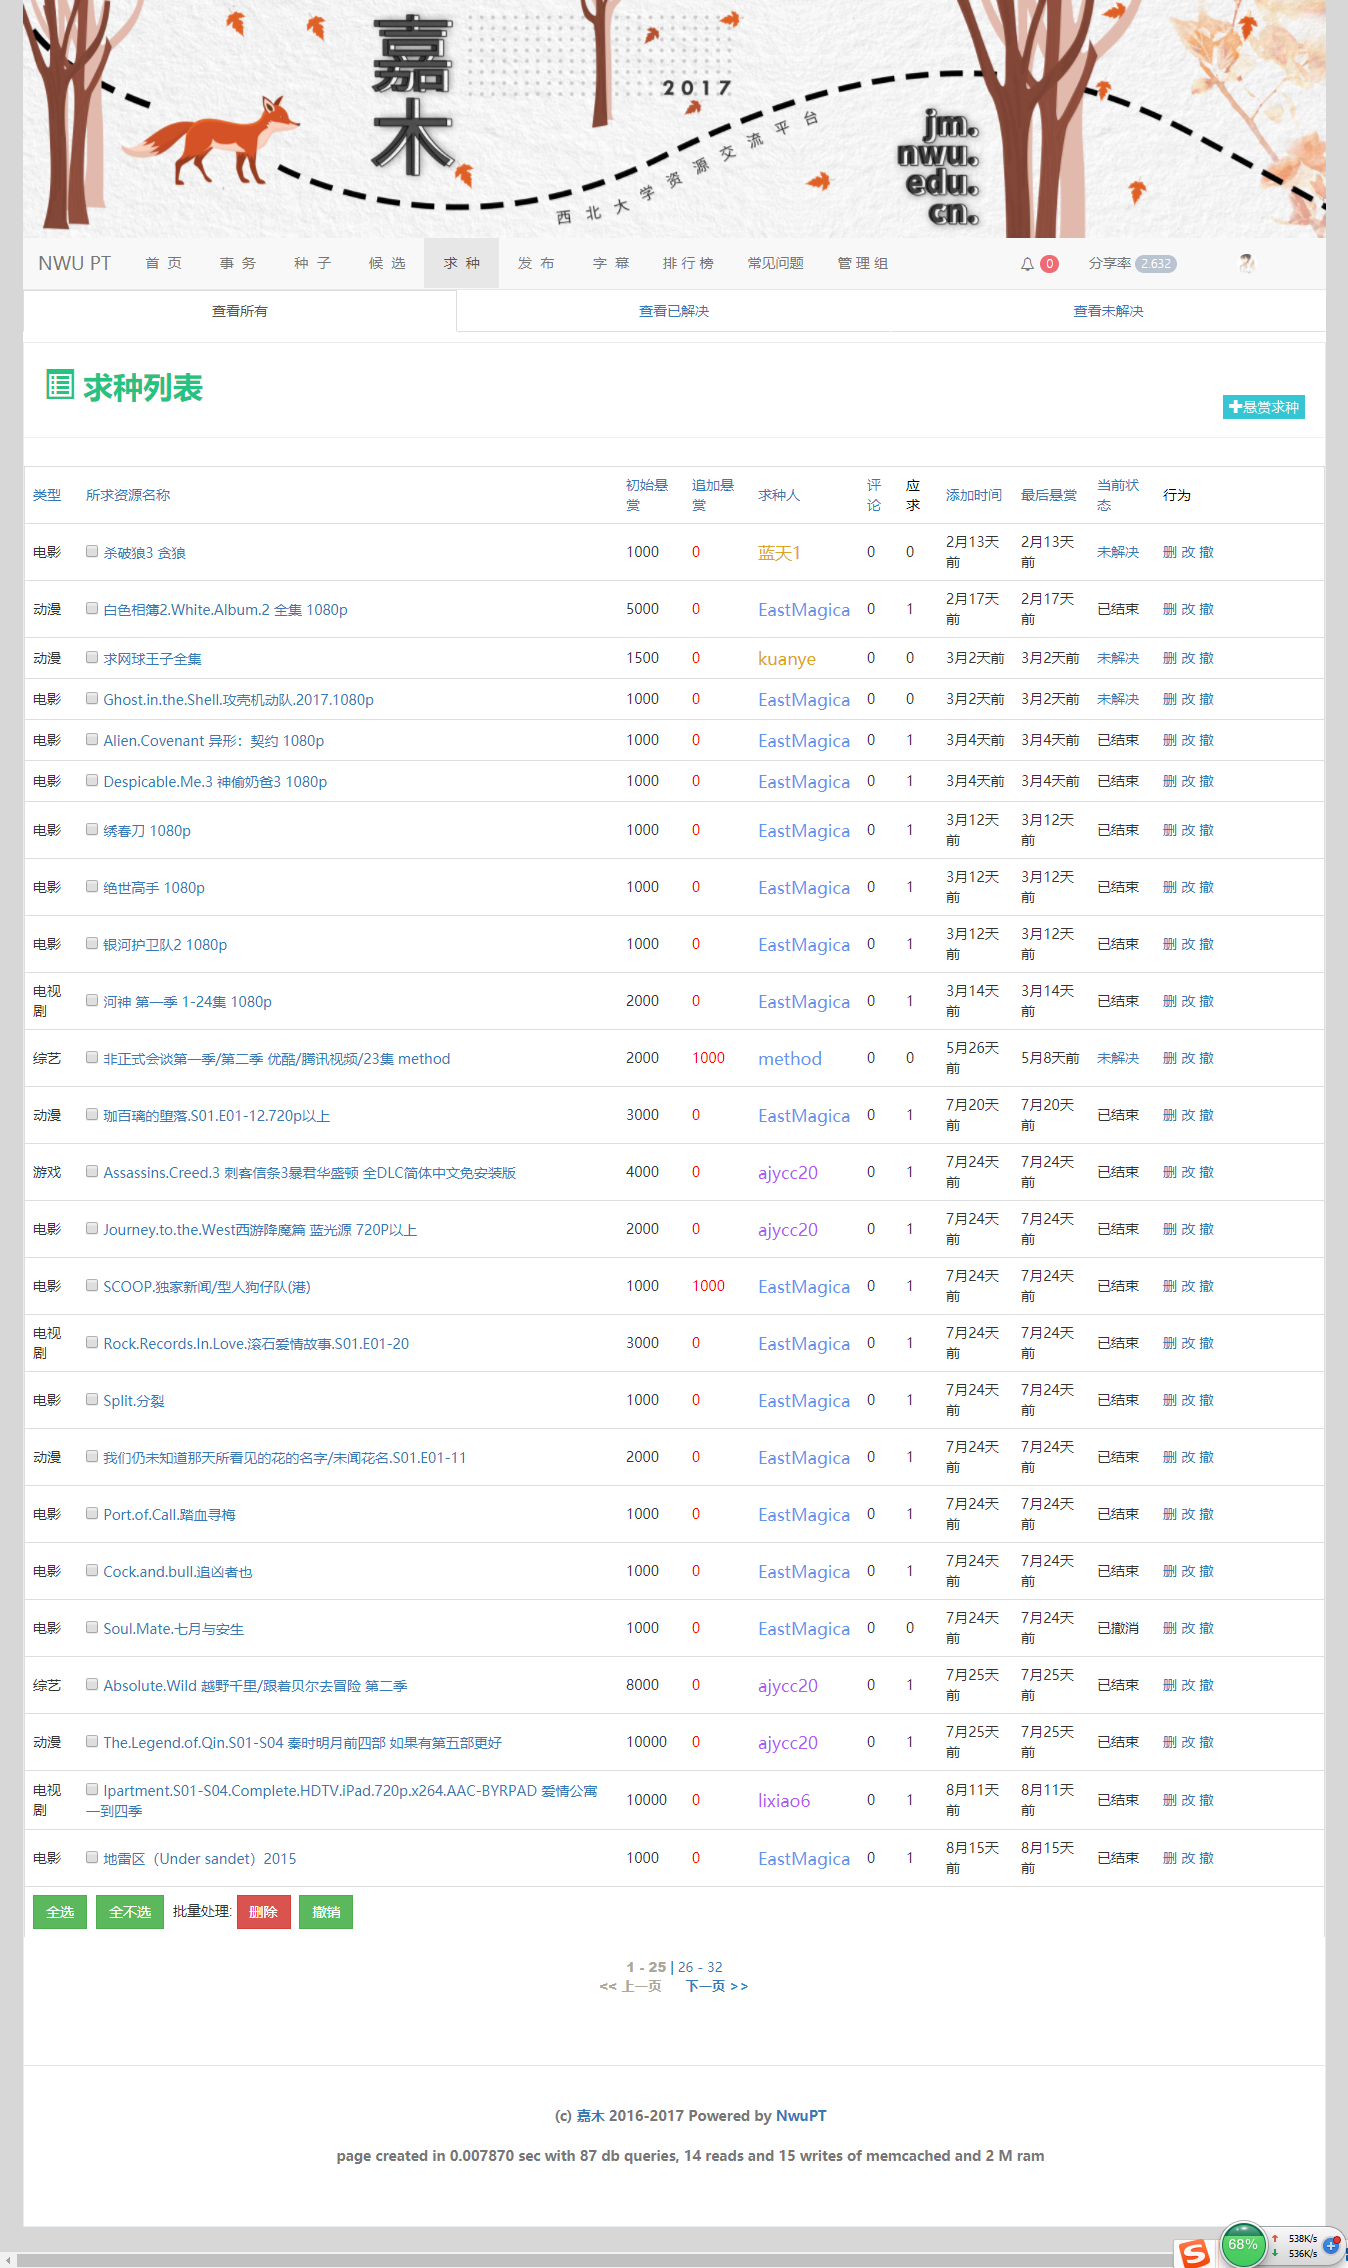 嘉木
2017
西北大学资源交流平台
jm.
nwu.
edu.
cn.
NWU PT 首 页 事 务 种 子 候 选 求 种 发 布 字 幕 排 行 榜 常见问题 管 理 组 0 分享率 2.632
查看所有 查看已解决 查看未解决
求种列表
悬赏求种
类型 所求资源名称 初始悬赏 追加悬赏 求种人 评论 应求 添加时间 最后悬赏 当前状态 行为
电影 杀破狼3 贪狼 1000 0 蓝天1 0 0 2月13天前 2月13天前 未解决 删 改 撤
动漫 白色相簿2.White.Album.2 全集 1080p 5000 0 EastMagica 0 1 2月17天前 2月17天前 已结束 删 改 撤
动漫 求网球王子全集 1500 0 kuanye 0 0 3月2天前 3月2天前 未解决 删 改 撤
电影 Ghost.in.the.Shell.攻壳机动队.2017.1080p 1000 0 EastMagica 0 0 3月2天前 3月2天前 未解决 删 改 撤
电影 Alien.Covenant 异形：契约 1080p 1000 0 EastMagica 0 1 3月4天前 3月4天前 已结束 删 改 撤
电影 Despicable.Me.3 神偷奶爸3 1080p 1000 0 EastMagica 0 1 3月4天前 3月4天前 已结束 删 改 撤
电影 绣春刀 1080p 1000 0 EastMagica 0 1 3月12天前 3月12天前 已结束 删 改 撤
电影 绝世高手 1080p 1000 0 EastMagica 0 1 3月12天前 3月12天前 已结束 删 改 撤
电影 银河护卫队2 1080p 1000 0 EastMagica 0 1 3月12天前 3月12天前 已结束 删 改 撤
电视剧 河神 第一季 1-24集 1080p 2000 0 EastMagica 0 1 3月14天前 3月14天前 已结束 删 改 撤
综艺 非正式会谈第一季/第二季 优酷/腾讯视频/23集 method 2000 1000 method 0 0 5月26天前 5月8天前 未解决 删 改 撤
动漫 珈百璃的堕落.S01.E01-12.720p以上 3000 0 EastMagica 0 1 7月20天前 7月20天前 已结束 删 改 撤
游戏 Assassins.Creed.3 刺客信条3暴君华盛顿 全DLC简体中文免安装版 4000 0 ajycc20 0 1 7月24天前 7月24天前 已结束 删 改 撤
电影 Journey.to.the.West西游降魔篇 蓝光源 720P以上 2000 0 ajycc20 0 1 7月24天前 7月24天前 已结束 删 改 撤
电影 SCOOP.独家新闻/型人狗仔队(港) 1000 1000 EastMagica 0 1 7月24天前 7月24天前 已结束 删 改 撤
电视剧 Rock.Records.In.Love.滚石爱情故事.S01.E01-20 3000 0 EastMagica 0 1 7月24天前 7月24天前 已结束 删 改 撤
电影 Split.分裂 1000 0 EastMagica 0 1 7月24天前 7月24天前 已结束 删 改 撤
动漫 我们仍未知道那天所看见的花的名字/未闻花名.S01.E01-11 2000 0 EastMagica 0 1 7月24天前 7月24天前 已结束 删 改 撤
电影 Port.of.Call.踏血寻梅 1000 0 EastMagica 0 1 7月24天前 7月24天前 已结束 删 改 撤
电影 Cock.and.bull.追凶者也 1000 0 EastMagica 0 1 7月24天前 7月24天前 已结束 删 改 撤
电影 Soul.Mate.七月与安生 1000 0 EastMagica 0 0 7月24天前 7月24天前 已撤消 删 改 撤
综艺 Absolute.Wild 越野千里/跟着贝尔去冒险 第二季 8000 0 ajycc20 0 1 7月25天前 7月25天前 已结束 删 改 撤
动漫 The.Legend.of.Qin.S01-S04 秦时明月前四部 如果有第五部更好 10000 0 ajycc20 0 1 7月25天前 7月25天前 已结束 删 改 撤
电视剧 Ipartment.S01-S04.Complete.HDTV.iPad.720p.x264.AAC-BYRPAD 爱情公寓一到四季 10000 0 lixiao6 0 1 8月11天前 8月11天前 已结束 删 改 撤
电影 地雷区（Under sandet）2015 1000 0 EastMagica 0 1 8月15天前 8月15天前 已结束 删 改 撤
全选 全不选 批量处理: 删除 撤销
1 - 25 | 26 - 32
<< 上一页 下一页 >>
(c) 嘉木 2016-2017 Powered by NwuPT
page created in 0.007870 sec with 87 db queries, 14 reads and 15 writes of memcached and 2 M ram
68% 538K/s
536K/s